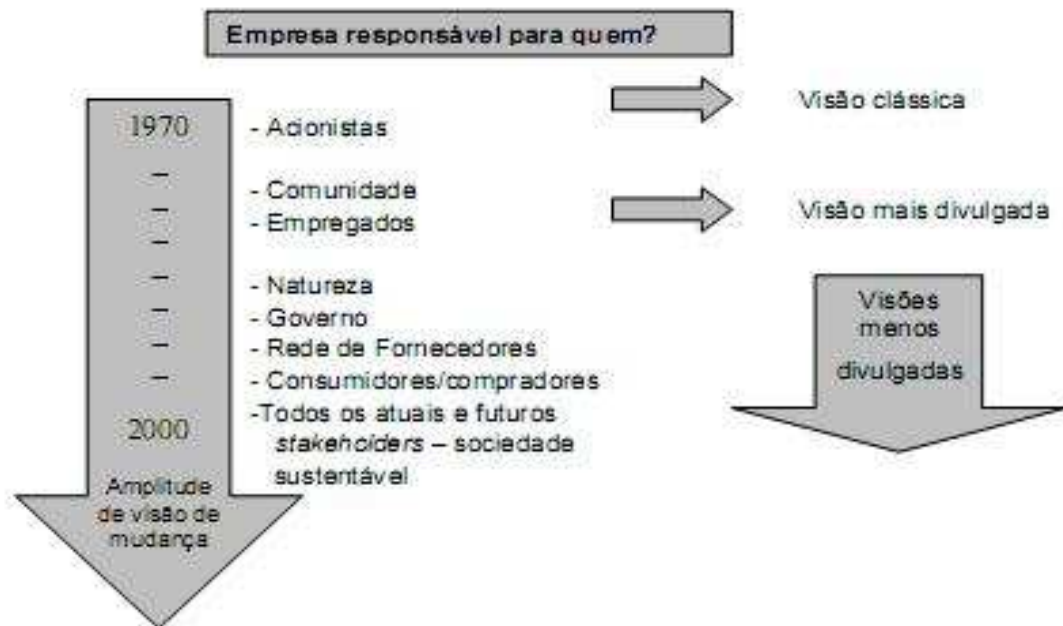 Empresa responsável para quem?
Visão clássica
1970
- Acionistas
–
- Comunidade
–
- Empregados
Visão mais divulgada
–
–
- Natureza
–
- Governo
–
- Rede de Fornecedores
–
- Consumidores/compradores
-Todos os atuais e futuros
2000
stakeholders – sociedade
sustentável
Visões
menos
divulgadas
Amplitude
de visão de
mudança